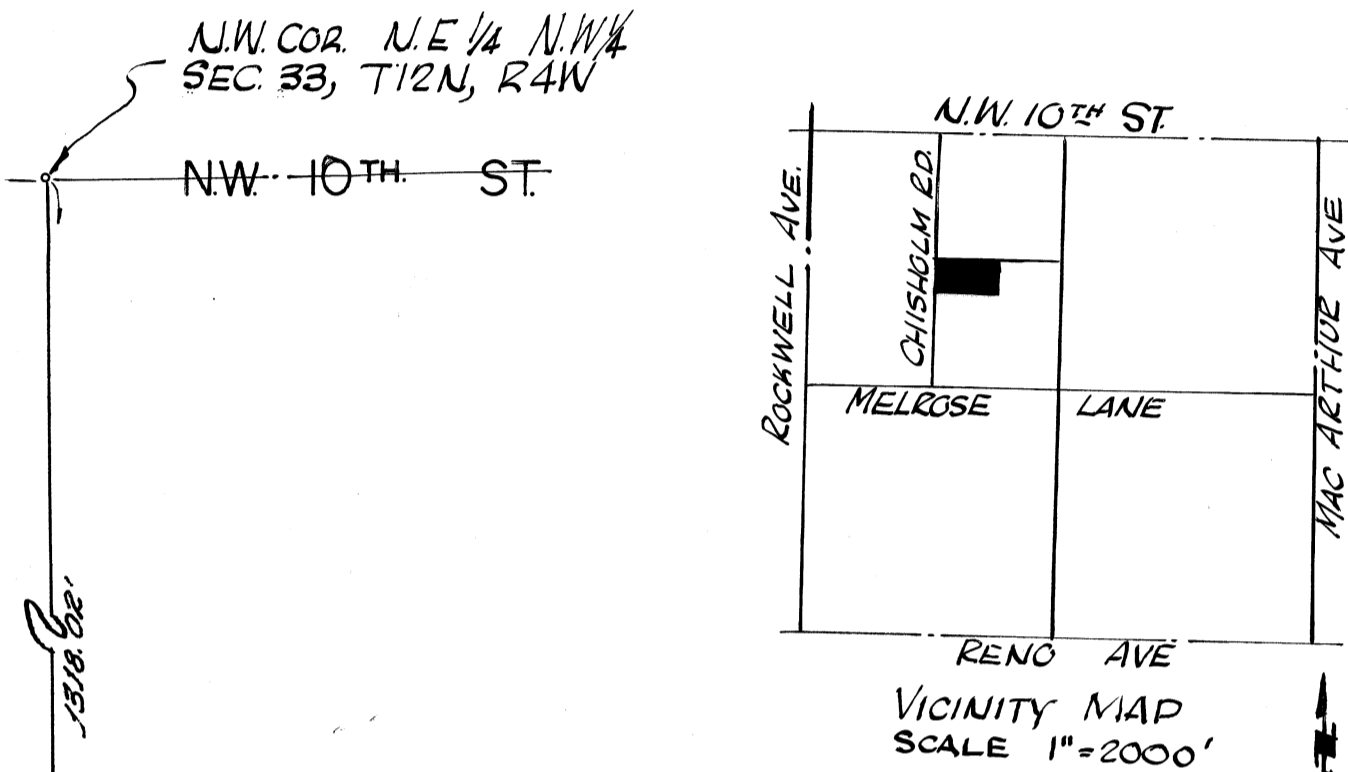 N.W. COR. N.E 1/4 N.W 1/4
SEC. 33, T12N, R4W
N.W. 10TH. ST.
1318.02'
N.W. 10TH ST.
ROCKWELL AVE.
CHISHOLM RD.
MAC ARTHUR AVE
MELROSE LANE
RENO AVE
VICINITY MAP
SCALE 1"=2000'